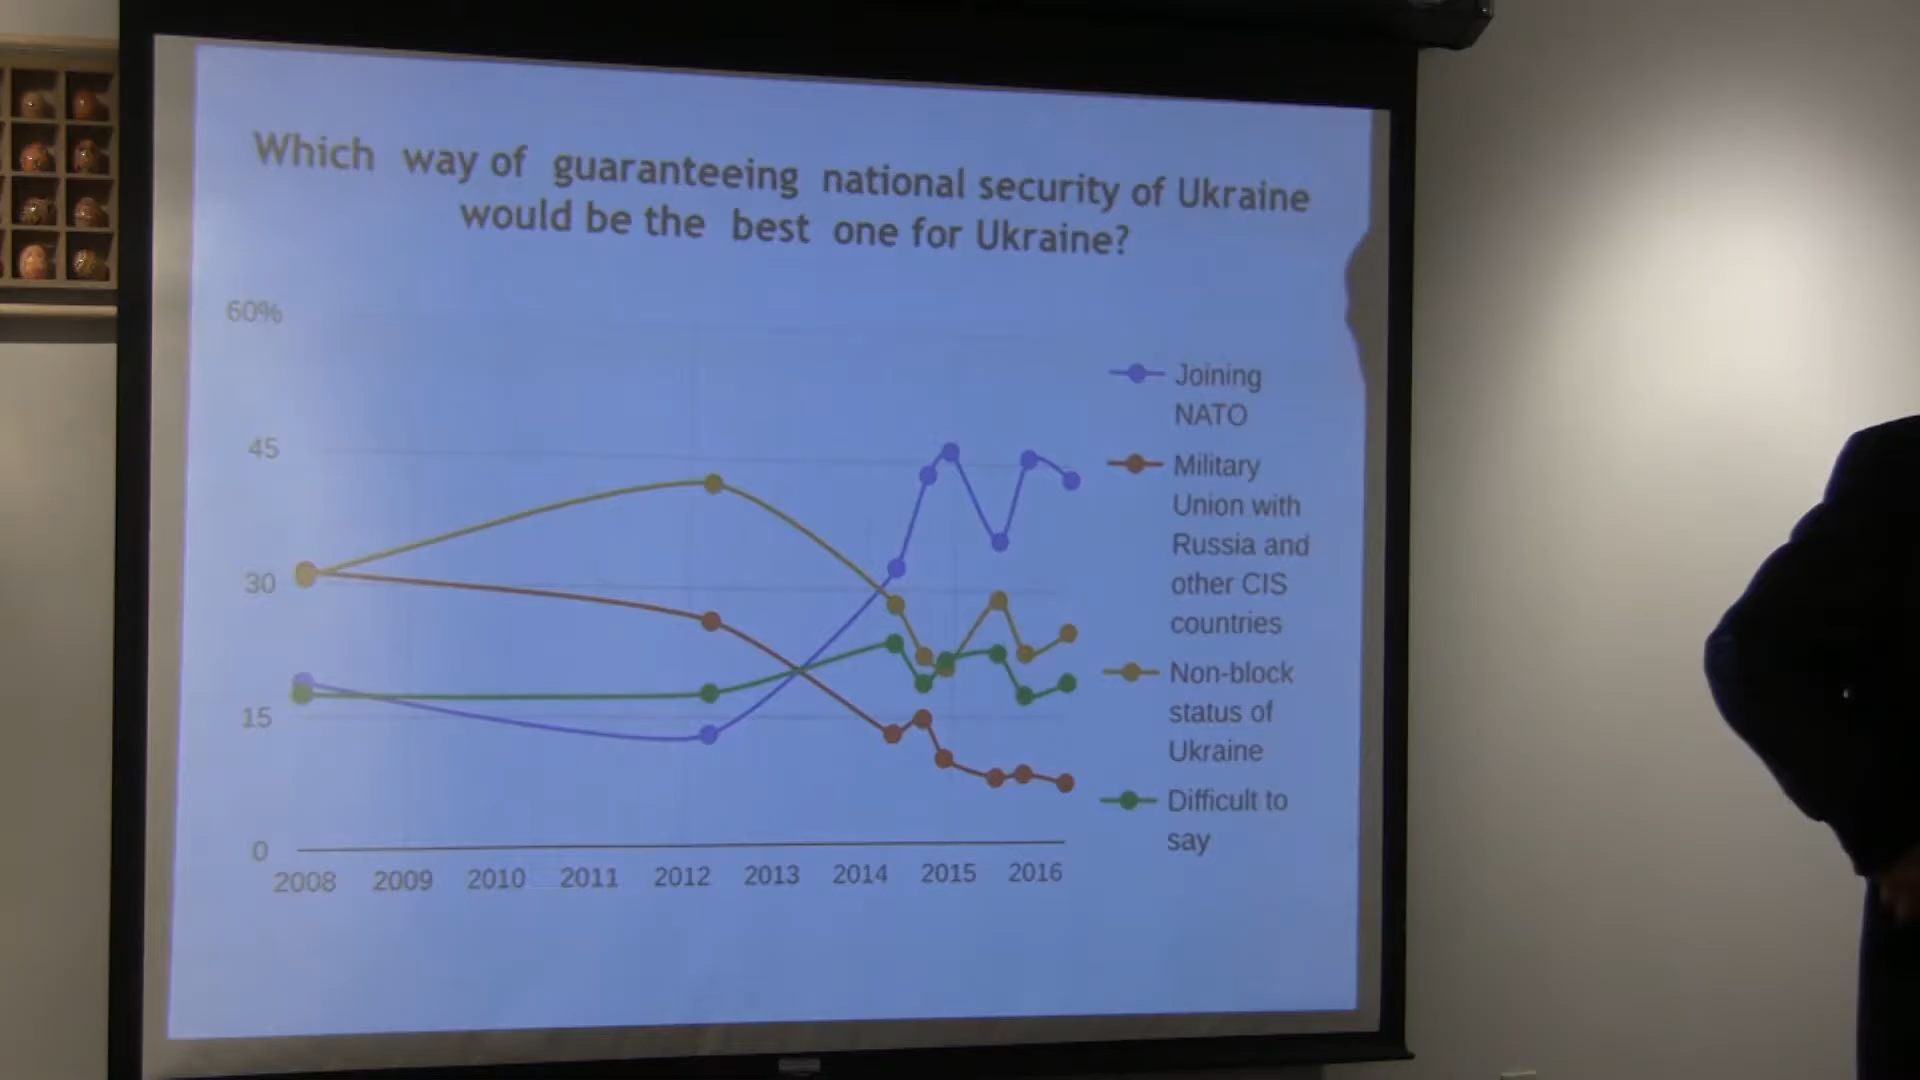 Which way of guaranteeing national security of Ukraine
would be the best one for Ukraine?
60%
45
30
15
0
2008 2009 2010 2011 2012 2013 2014 2015 2016
Joining
NATO
Military
Union with
Russia and
other CIS
countries
Non-block
status of
Ukraine
Difficult to
say